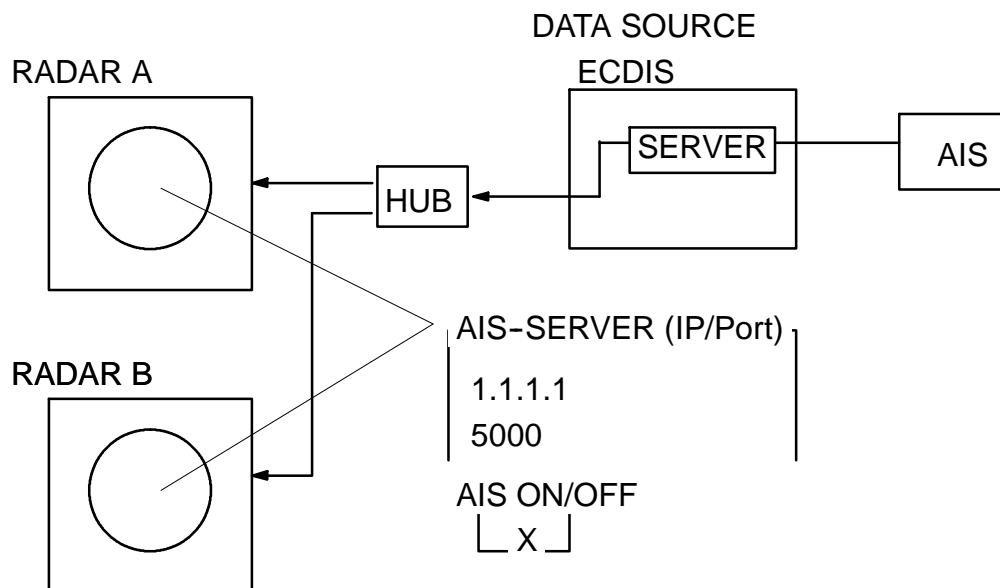 DATA SOURCE
RADAR A
ECDIS
SERVER
AIS
HUB
AIS-SERVER (IP/Port)
1.1.1.1
5000
RADAR B
AIS ON/OFF
X